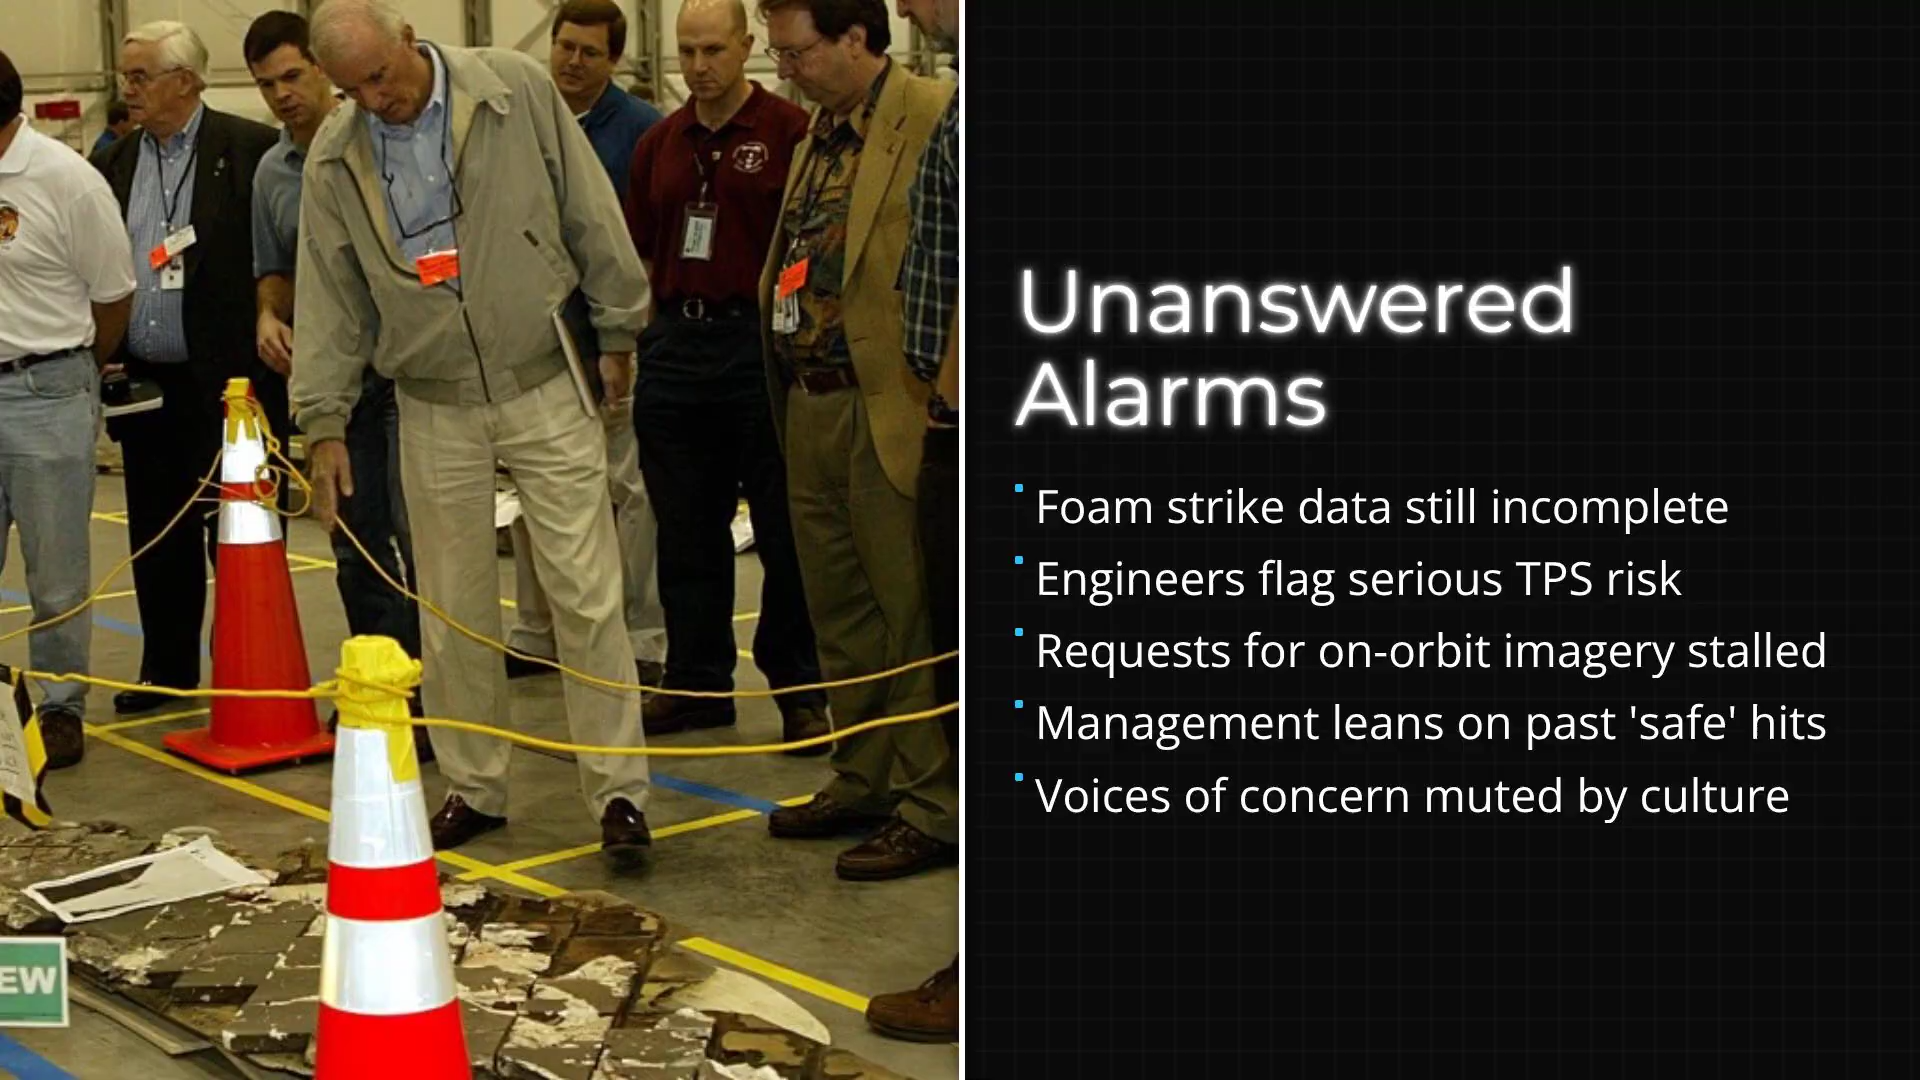 Unanswered
Alarms
Foam strike data still incomplete
Engineers flag serious TPS risk
Requests for on-orbit imagery stalled
Management leans on past 'safe' hits
Voices of concern muted by culture
EW